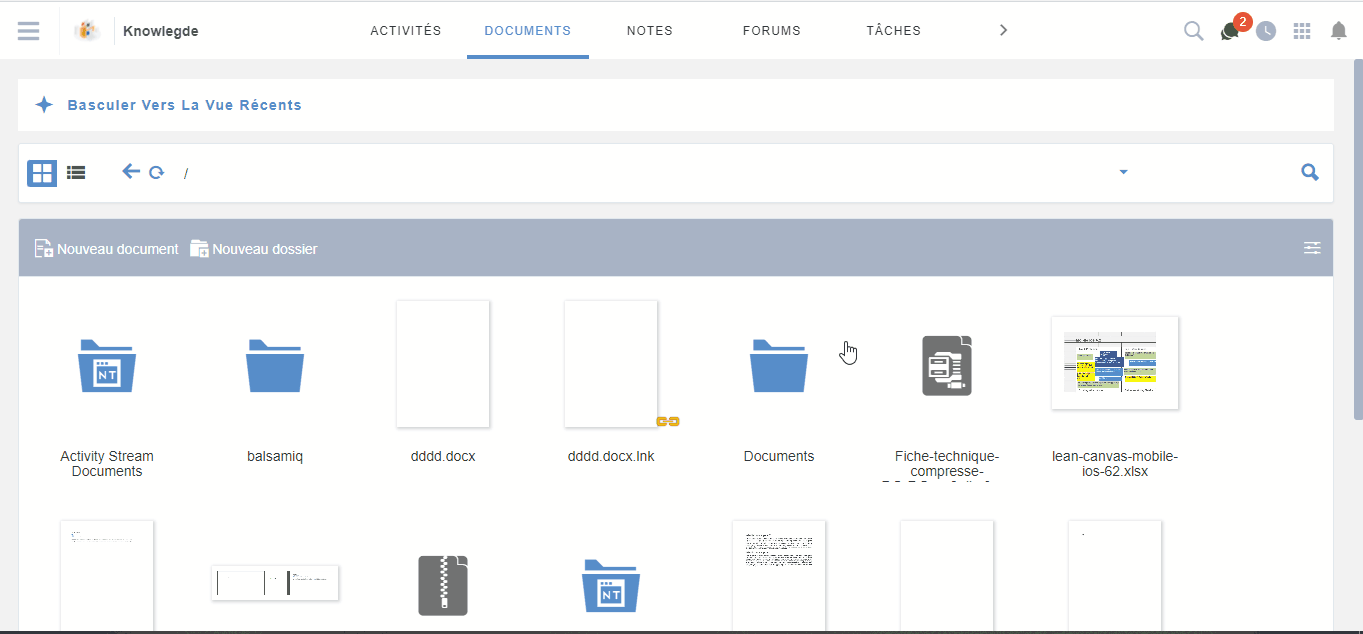 Knowlegde
ACTIVITÉS
DOCUMENTS
NOTES
FORUMS
TÂCHES
2
Basculer Vers La Vue Récents
/
Nouveau document
Nouveau dossier
NT
Activity Stream
Documents
balsamiq
dddd.docx
dddd.docx.lnk
Documents
Fiche-technique-
compresse-
lean-canvas-mobile-
ios-62.xlsx
NT